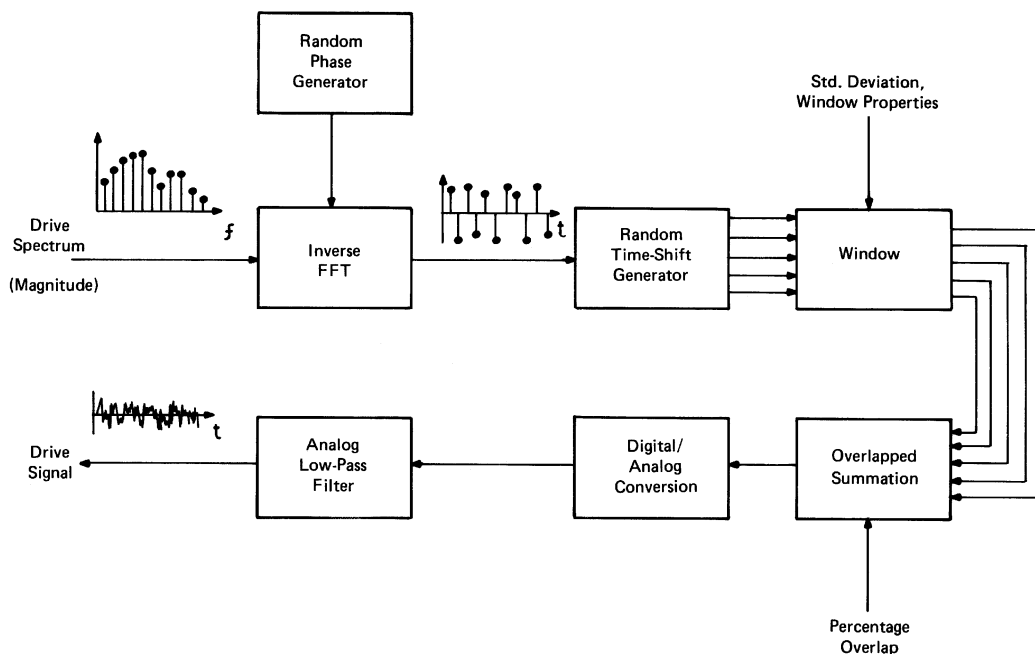 Random
Phase
Generator
Std. Deviation,
Window Properties
Drive
Spectrum
(Magnitude)
f
Inverse
FFT
t
Random
Time-Shift
Generator
Window
t
Drive
Signal
Analog
Low-Pass
Filter
Digital/
Analog
Conversion
Overlapped
Summation
Percentage
Overlap